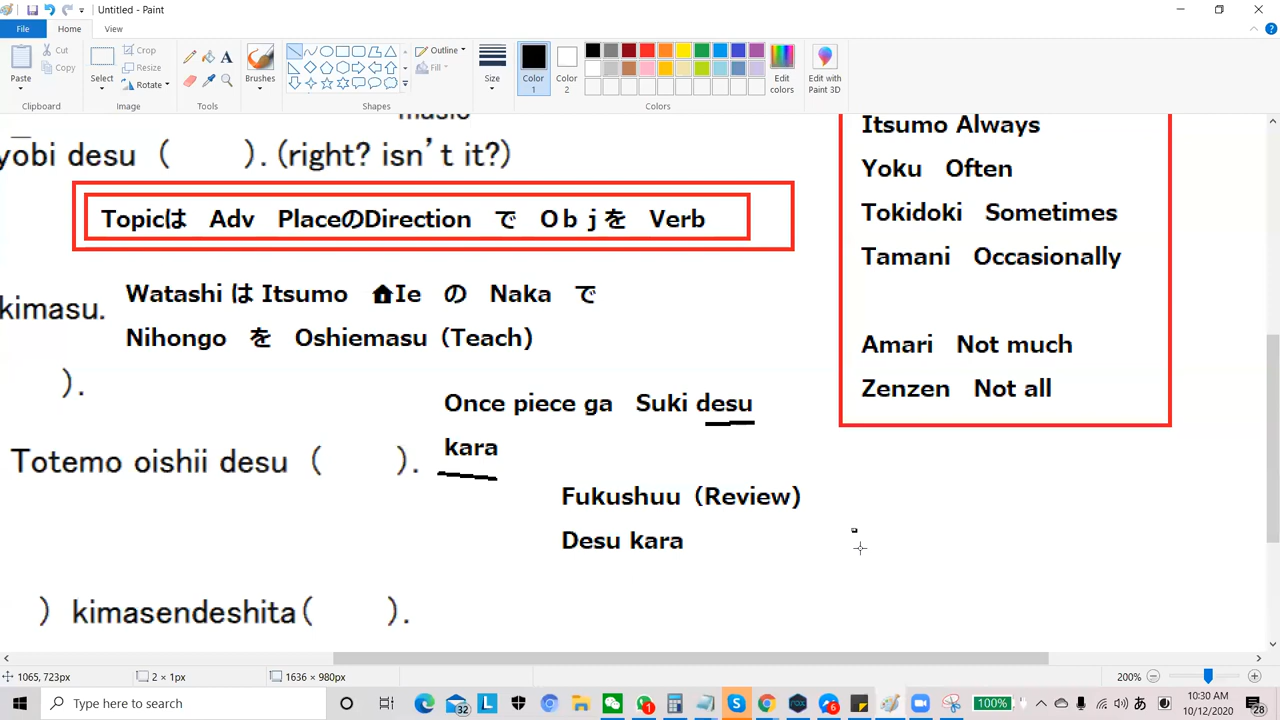 Untitled - Paint
File
Home
View
Paste
Cut
Copy
Clipboard
Select
Crop
Resize
Rotate
Image
Tools
Brushes
Shapes
Outline
Fill
Size
Color 1
Color 2
Colors
Edit colors
Edit with Paint 3D
yobi desu (　　). (right? isn't it?)
Topicは Adv PlaceのDirection で Objを Verb
kimasu.
Watashi は Itsumo Ie の Naka で
Nihongo を Oshiemasu（Teach）
).
Once piece ga Suki desu
kara
Totemo oishii desu (　　).
Fukushuu（Review）
Desu kara
) kimasendeshita(　　).
Itsumo Always
Yoku Often
Tokidoki Sometimes
Tamani Occasionally
Amari Not much
Zenzen Not all
1065, 723px
2 × 1px
1636 × 980px
200%
Type here to search
32
1
6
100%
あ
10:30 AM
10/12/2020
28